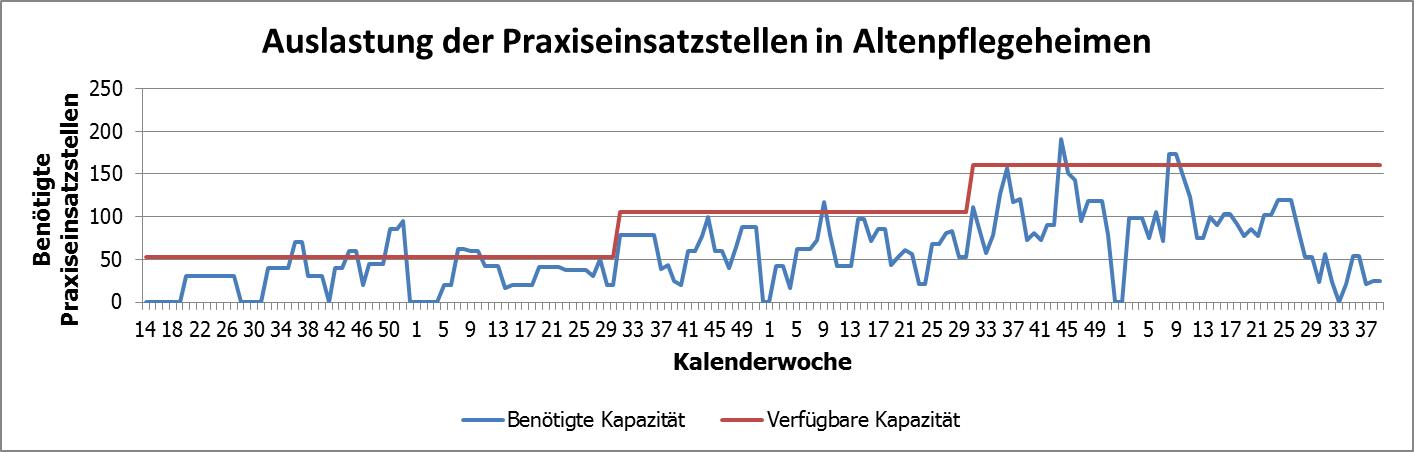 Auslastung der Praxiseinsatzstellen in Altenpflegeheimen
Benötigte
Praxiseinsatzstellen
250
200
150
100
50
0
14 18 22 26 30 34 38 42 46 50 1 5 9 13 17 21 25 29 33 37 41 45 49 1 5 9 13 17 21 25 29 33 37 41 45 49 1 5 9 13 17 21 25 29 33 37
Kalenderwoche
Benötigte Kapazität Verfügbare Kapazität